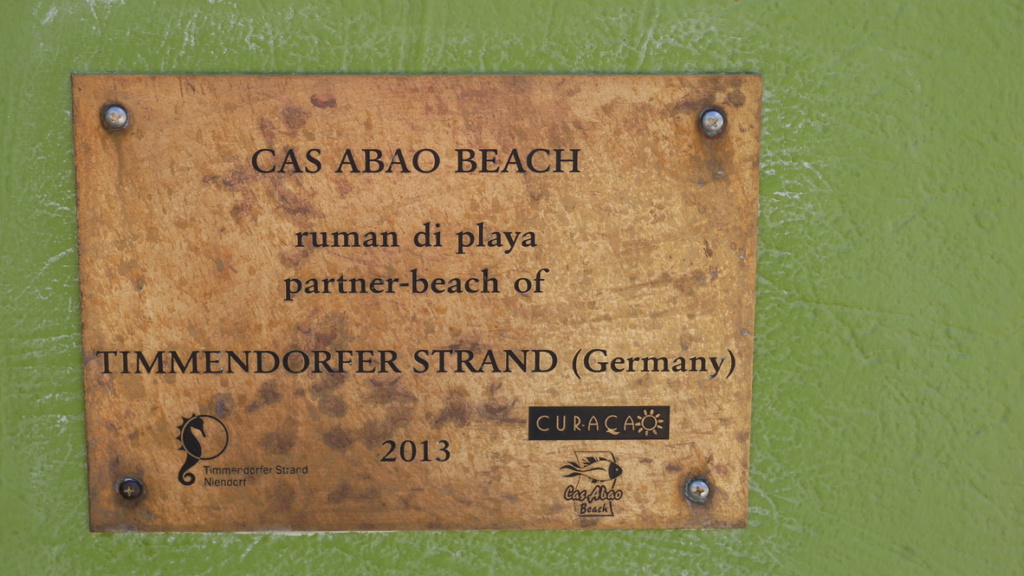 CAS ABAO BEACH
ruman di playa
partner-beach of
TIMMENDORFER STRAND (Germany)
2013
Timmendorfer Strand
Niendorf
CURAÇAO
Cas Abao
Beach